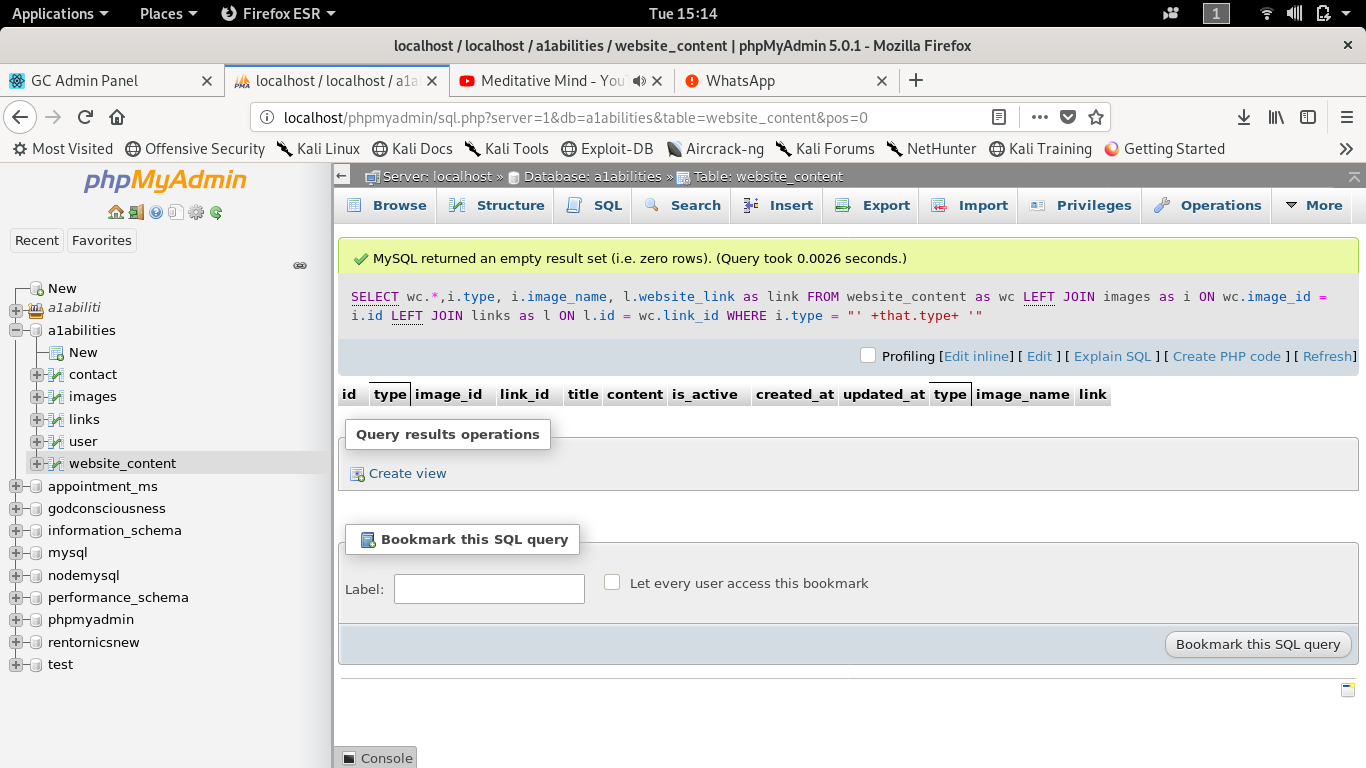 Applications Places Firefox ESR Tue 15:14 1
localhost / localhost / a1abilities / website_content | phpMyAdmin 5.0.1 - Mozilla Firefox
GC Admin Panel localhost / localhost / a1a Meditative Mind - You WhatsApp
localhost/phpmyadmin/sql.php?server=1&db=a1abilities&table=website_content&pos=0
Most Visited Offensive Security Kali Linux Kali Docs Kali Tools Exploit-DB Aircrack-ng Kali Forums NetHunter Kali Training Getting Started
phpMyAdmin
Recent Favorites
New
a1abiliti
a1abilities
New
contact
images
links
user
website_content
appointment_ms
godconsciousness
information_schema
mysql
nodemysql
performance_schema
phpmyadmin
rentornicsnew
test
Server: localhost » Database: a1abilities » Table: website_content
Browse Structure SQL Search Insert Export Import Privileges Operations More
MySQL returned an empty result set (i.e. zero rows). (Query took 0.0026 seconds.)
SELECT wc.*,i.type, i.image_name, l.website_link as link FROM website_content as wc LEFT JOIN images as i ON wc.image_id =
i.id LEFT JOIN links as l ON l.id = wc.link_id WHERE i.type = "' +that.type+ '"
Profiling [Edit inline] [ Edit ] [ Explain SQL ] [ Create PHP code ] [ Refresh]
id type image_id link_id title content is_active created_at updated_at type image_name link
Query results operations
Create view
Bookmark this SQL query
Label: Let every user access this bookmark
Bookmark this SQL query
Console